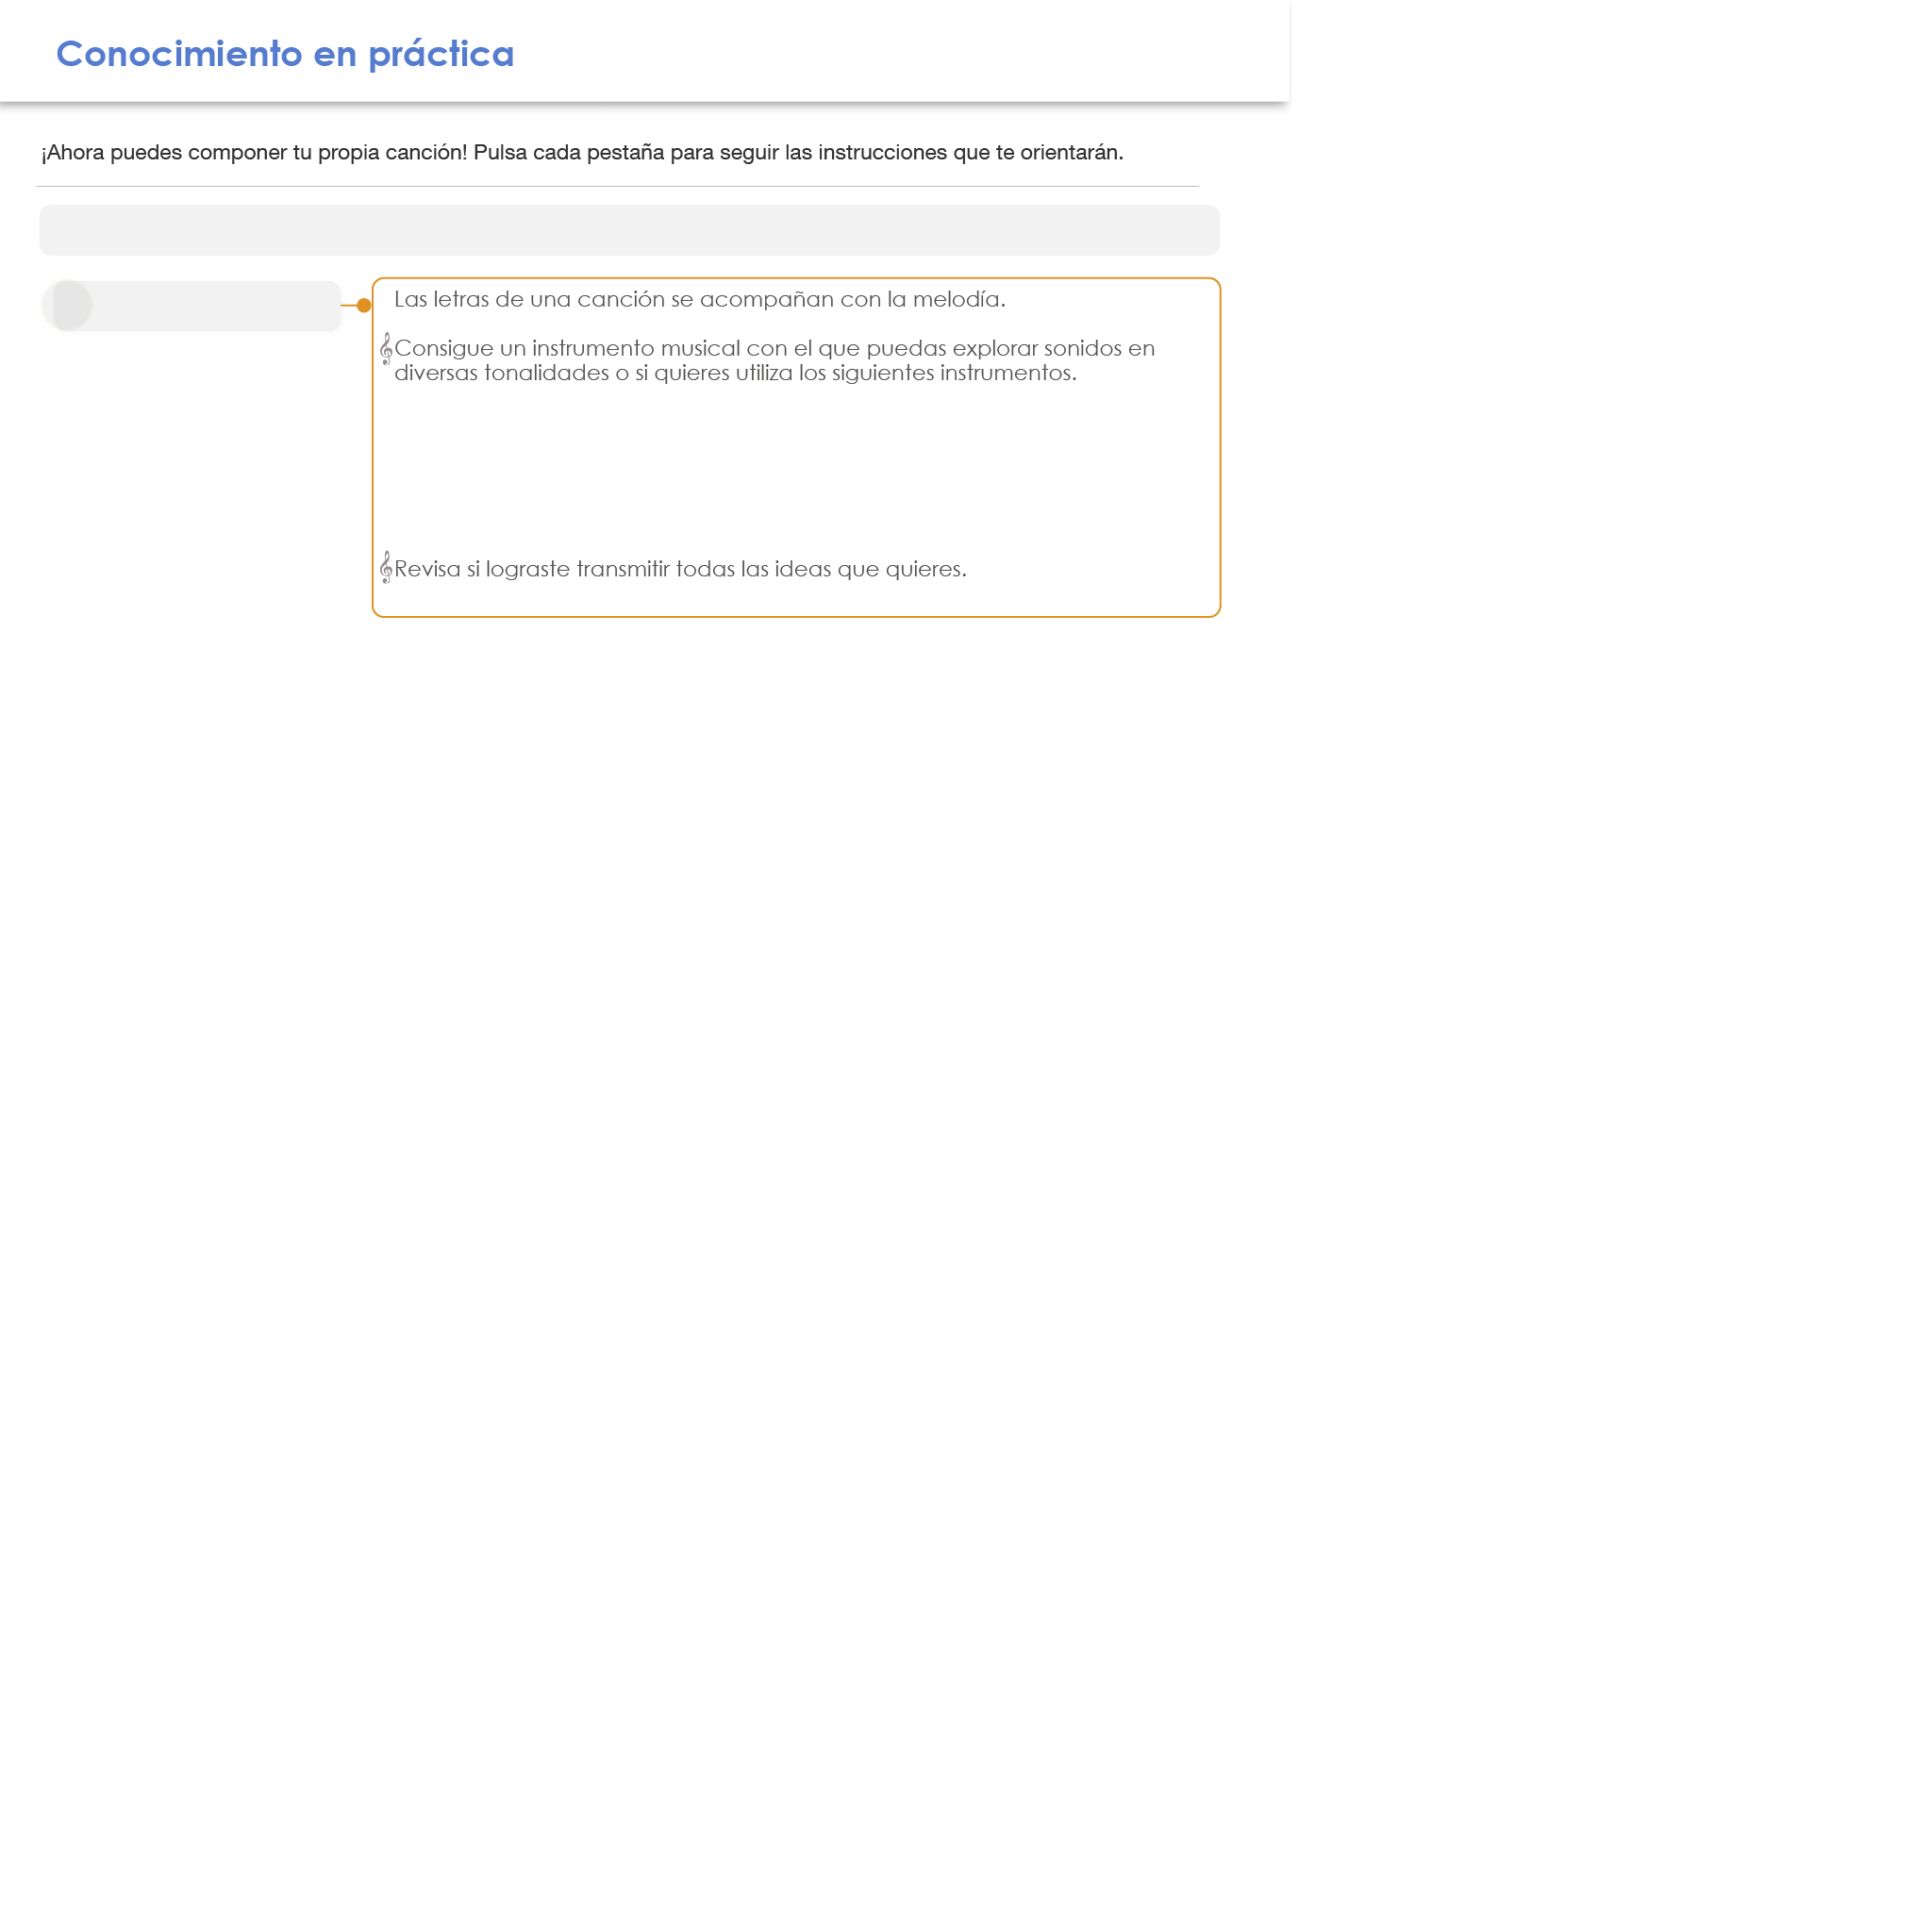 Conocimiento en práctica
¡Ahora puedes componer tu propia canción! Pulsa cada pestaña para seguir las instrucciones que te orientarán.
Las letras de una canción se acompañan con la melodía.
Consigue un instrumento musical con el que puedas explorar sonidos en
diversas tonalidades o si quieres utiliza los siguientes instrumentos.
Revisa si lograste transmitir todas las ideas que quieres.